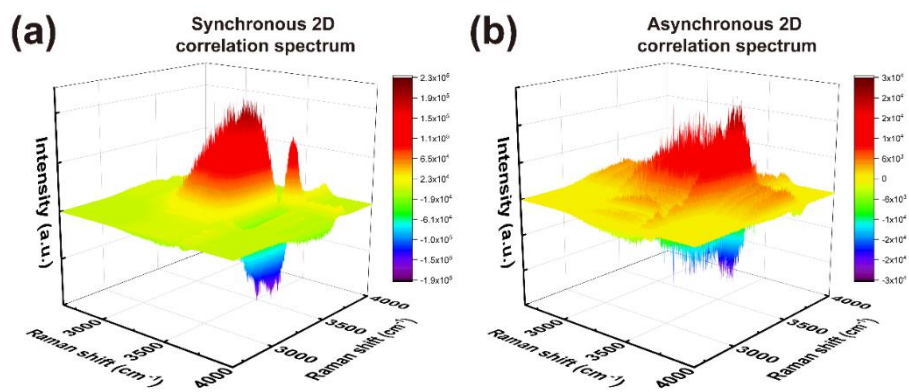 (a)
Synchronous 2D
correlation spectrum
2.3x10⁵
1.9x10⁵
1.5x10⁵
1.1x10⁵
6.5x10⁴
2.3x10⁴
-1.9x10⁴
-6.1x10⁴
-1.0x10⁵
-1.5x10⁵
-1.9x10⁵
Intensity (a.u.)
3000
3500
4000
Raman shift (cm⁻¹)
3000
3500
4000
Raman shift (cm⁻¹)
(b)
Asynchronous 2D
correlation spectrum
3x10⁴
2x10⁴
2x10⁴
1x10⁴
6x10³
0
-6x10³
-1x10⁴
-2x10⁴
-2x10⁴
-3x10⁴
Intensity (a.u.)
3000
3500
4000
Raman shift (cm⁻¹)
3000
3500
4000
Raman shift (cm⁻¹)